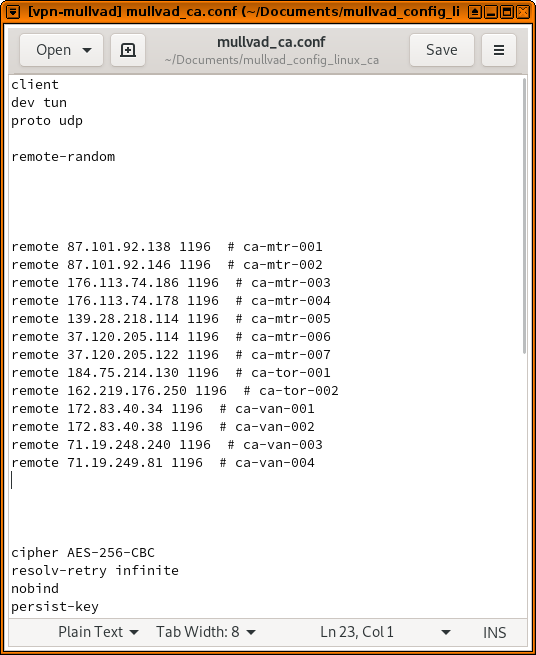 [vpn-mullvad] mullvad_ca.conf (~/Documents/mullvad_config_li
Open
mullvad_ca.conf
~/Documents/mullvad_config_linux_ca
Save
client
dev tun
proto udp
remote-random
remote 87.101.92.138 1196  # ca-mtr-001
remote 87.101.92.146 1196  # ca-mtr-002
remote 176.113.74.186 1196  # ca-mtr-003
remote 176.113.74.178 1196  # ca-mtr-004
remote 139.28.218.114 1196  # ca-mtr-005
remote 37.120.205.114 1196  # ca-mtr-006
remote 37.120.205.122 1196  # ca-mtr-007
remote 184.75.214.130 1196  # ca-tor-001
remote 162.219.176.250 1196  # ca-tor-002
remote 172.83.40.34 1196  # ca-van-001
remote 172.83.40.38 1196  # ca-van-002
remote 71.19.248.240 1196  # ca-van-003
remote 71.19.249.81 1196  # ca-van-004
cipher AES-256-CBC
resolv-retry infinite
nobind
persist-key
Plain Text Tab Width: 8 Ln 23, Col 1 INS